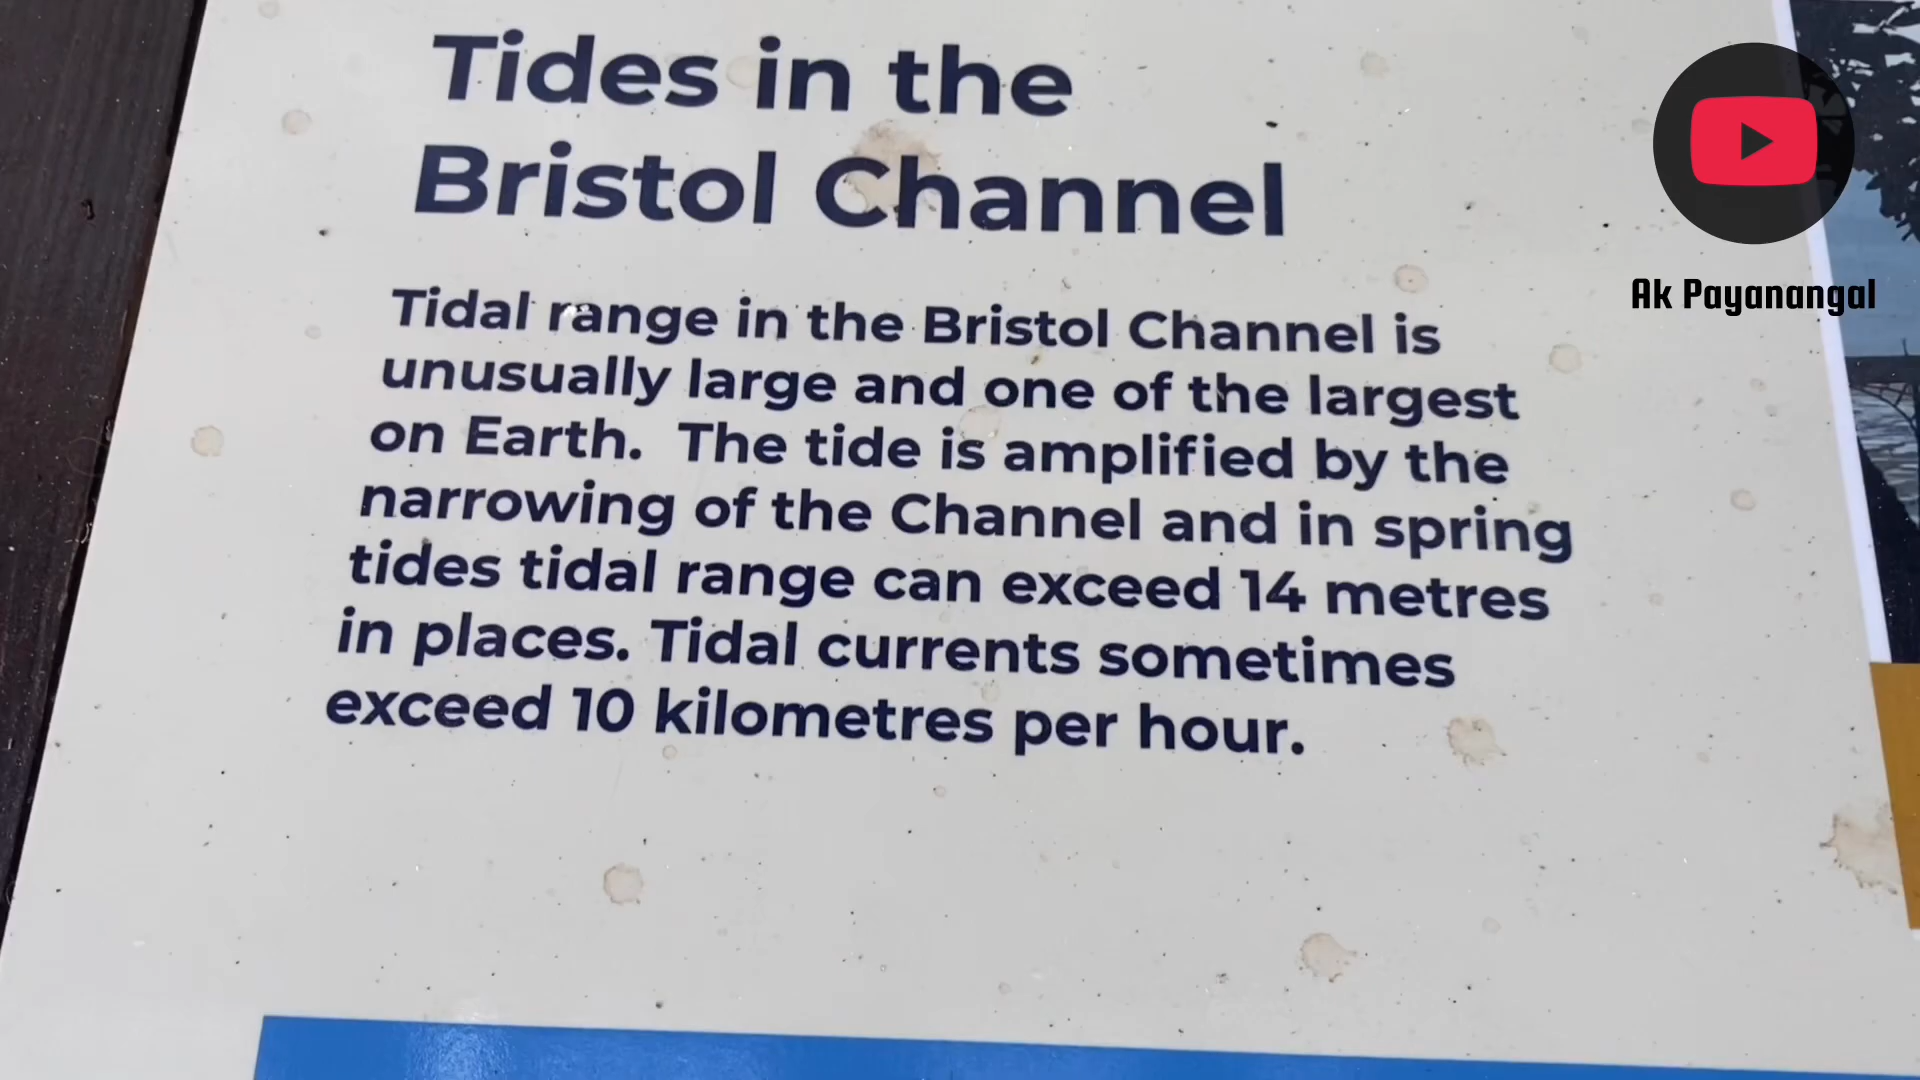 Tides in the
Bristol Channel
Tidal range in the Bristol Channel is
unusually large and one of the largest
on Earth. The tide is amplified by the
narrowing of the Channel and in spring
tides tidal range can exceed 14 metres
in places. Tidal currents sometimes
exceed 10 kilometres per hour.
Ak Payanangal